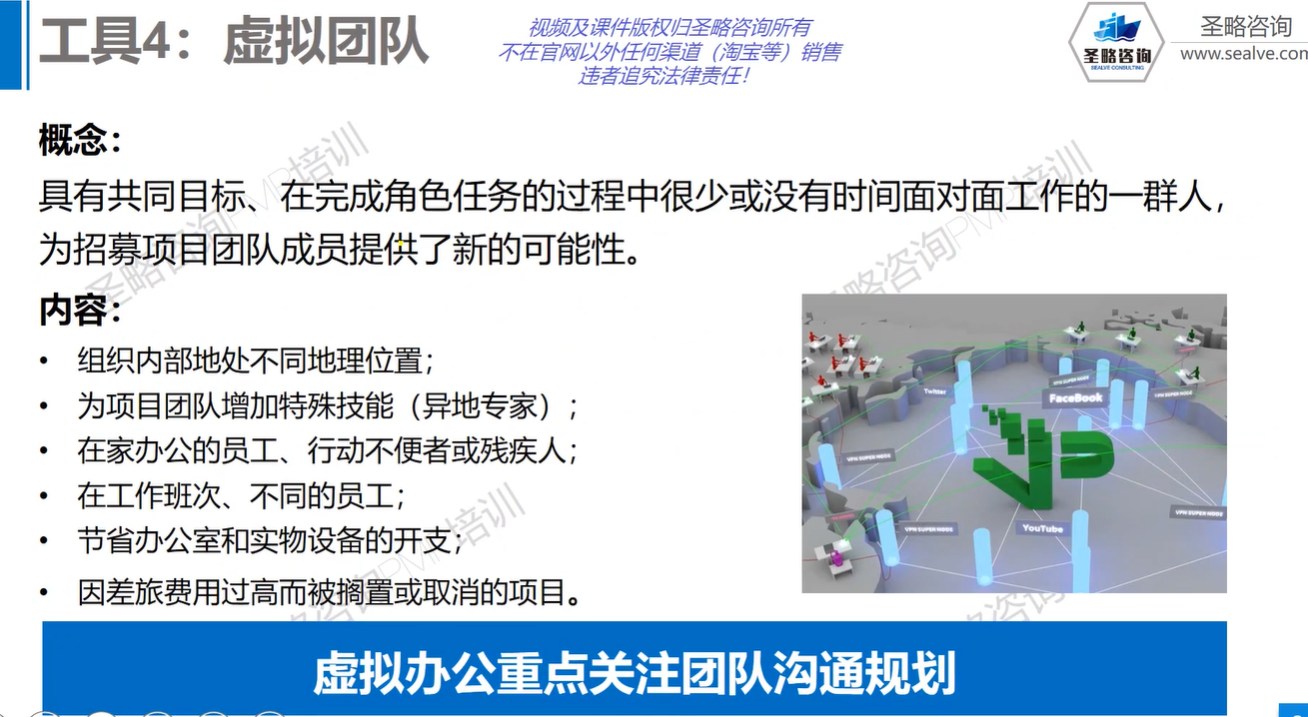 工具4：虚拟团队
视频及课件版权归圣略咨询所有
不在官网以外任何渠道（淘宝等）销售
违者追究法律责任！
圣略咨询
SEALVE CONSULTING
圣略咨询
www.sealve.con
概念：
具有共同目标、在完成角色任务的过程中很少或没有时间面对面工作的一群人，
为招募项目团队成员提供了新的可能性。
内容：
• 组织内部地处不同地理位置；
• 为项目团队增加特殊技能（异地专家）；
• 在家办公的员工、行动不便者或残疾人；
• 在工作班次、不同的员工；
• 节省办公室和实物设备的开支；
• 因差旅费用过高而被搁置或取消的项目。
Twitter
VPN SUPER NODE
FaceBook
VPN SUPER NODE
VPN SUPER NODE
VPN SUPER NODE
YouTube
VPN SUPER NODE
虚拟办公重点关注团队沟通规划
圣略咨询PMP培训
圣略咨询PMP培训
略咨询PMP培训
略咨询